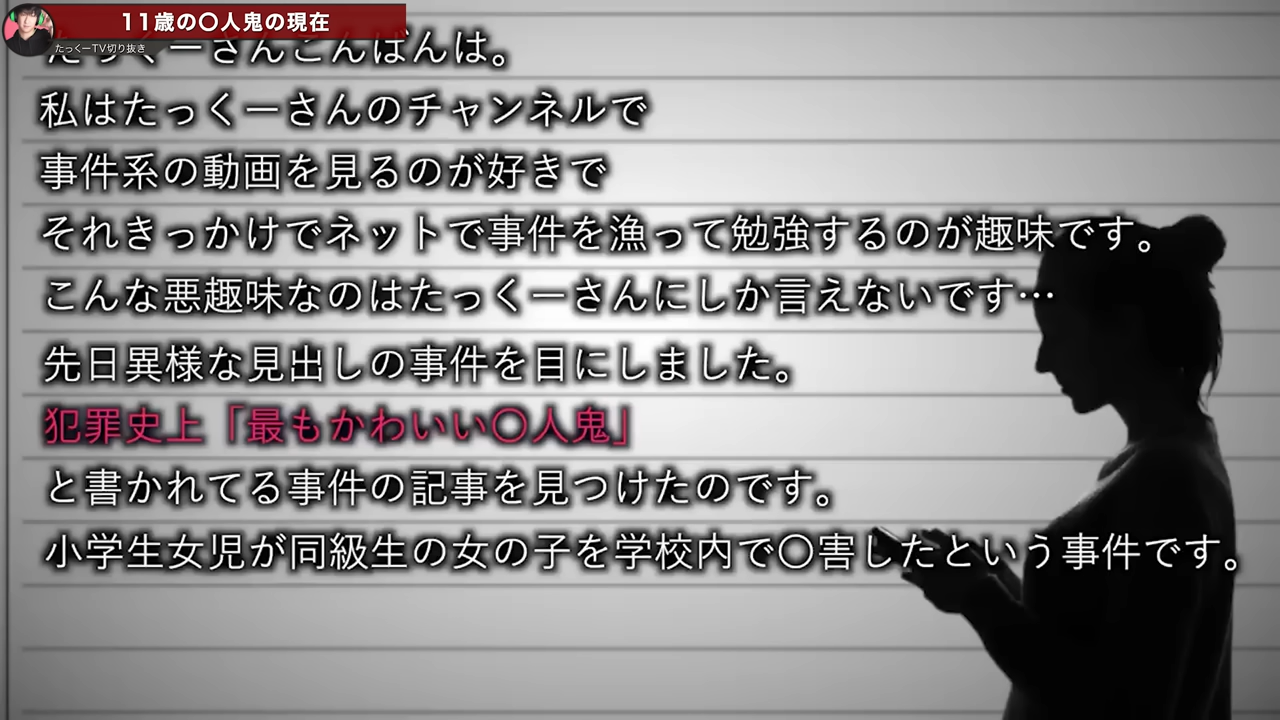 11歳の〇人鬼の現在
たっくーTV切り抜き
たっくーさんこんばんは。
私はたっくーさんのチャンネルで
事件系の動画を見るのが好きで
それきっかけでネットで事件を漁って勉強するのが趣味です。
こんな悪趣味なのはたっくーさんにしか言えないです…
先日異様な見出しの事件を目にしました。
犯罪史上「最もかわいい〇人鬼」
と書かれてる事件の記事を見つけたのです。
小学生女児が同級生の女の子を学校内で〇害したという事件です。